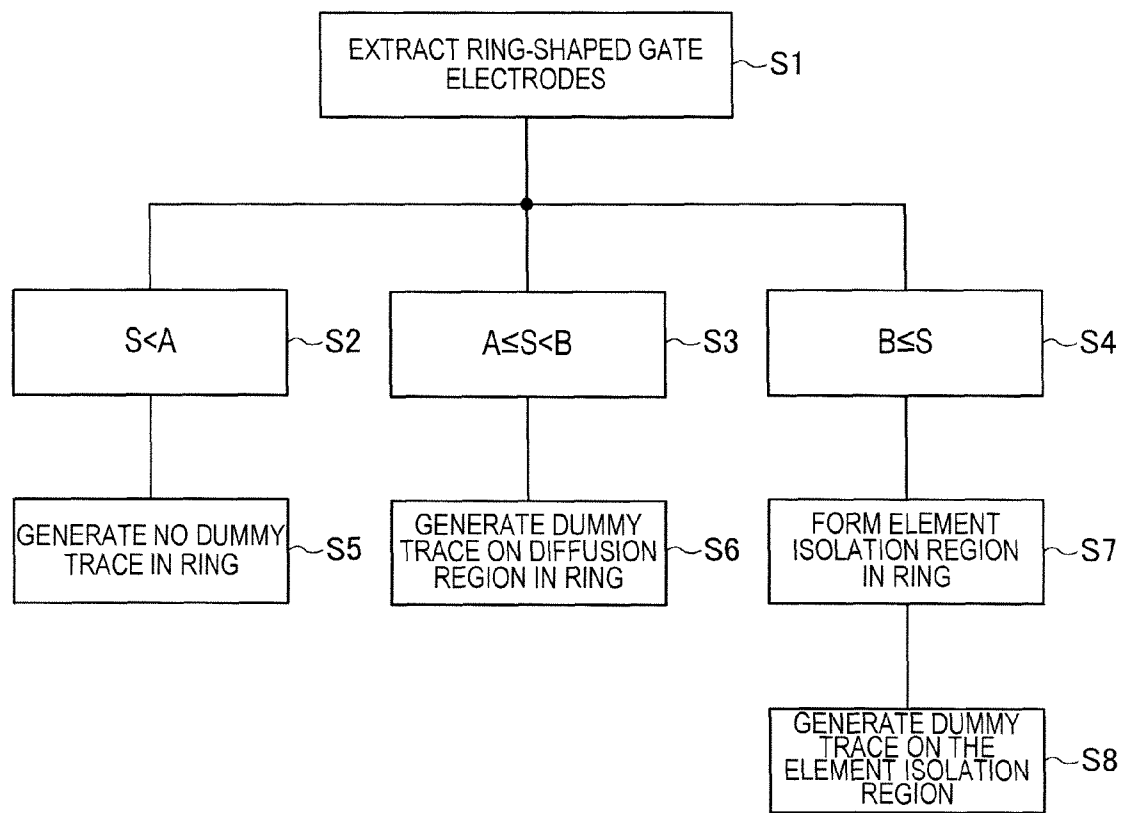 EXTRACT RING-SHAPED GATE
ELECTRODES
S1
S<A
S2
A≤S<B
S3
B≤S
S4
GENERATE NO DUMMY
TRACE IN RING
S5
GENERATE DUMMY
TRACE ON DIFFUSION
REGION IN RING
S6
FORM ELEMENT
ISOLATION REGION
IN RING
S7
GENERATE DUMMY
TRACE ON THE
ELEMENT ISOLATION
REGION
S8